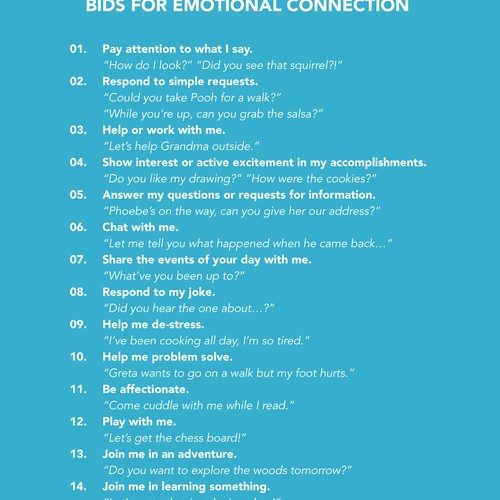 BIDS FOR EMOTIONAL CONNECTION
01. Pay attention to what I say.
“How do I look?” “Did you see that squirrel?!”
02. Respond to simple requests.
“Could you take Pooh for a walk?”
“While you’re up, can you grab the salsa?”
03. Help or work with me.
“Let’s help Grandma outside.”
04. Show interest or active excitement in my accomplishments.
“Do you like my drawing?” “How were the cookies?”
05. Answer my questions or requests for information.
“Phoebe’s on the way, can you give her our address?”
06. Chat with me.
“Let me tell you what happened when he came back…”
07. Share the events of your day with me.
“What’ve you been up to?”
08. Respond to my joke.
“Did you hear the one about…?”
09. Help me de-stress.
“I’ve been cooking all day, I’m so tired.”
10. Help me problem solve.
“Greta wants to go on a walk but my foot hurts.”
11. Be affectionate.
“Come cuddle with me while I read.”
12. Play with me.
“Let’s get the chess board!”
13. Join me in an adventure.
“Do you want to explore the woods tomorrow?”
14. Join me in learning something.